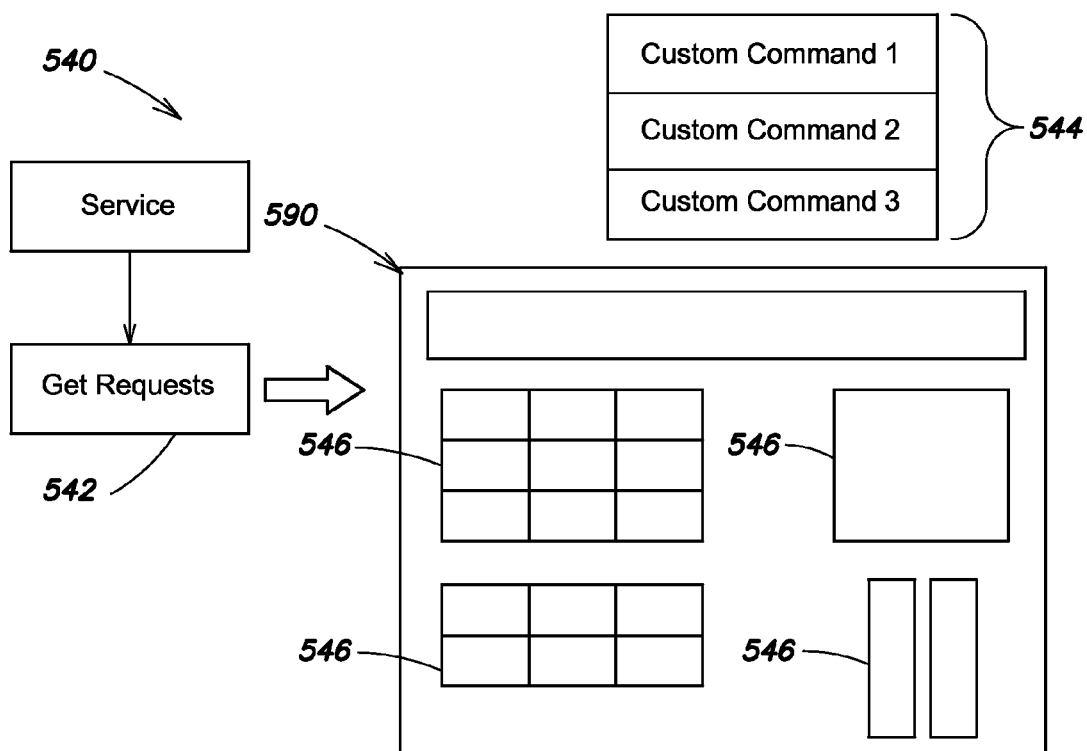 540
Custom Command 1
Custom Command 2
544
Custom Command 3
Service
590
Get Requests
546
546
542
546
546